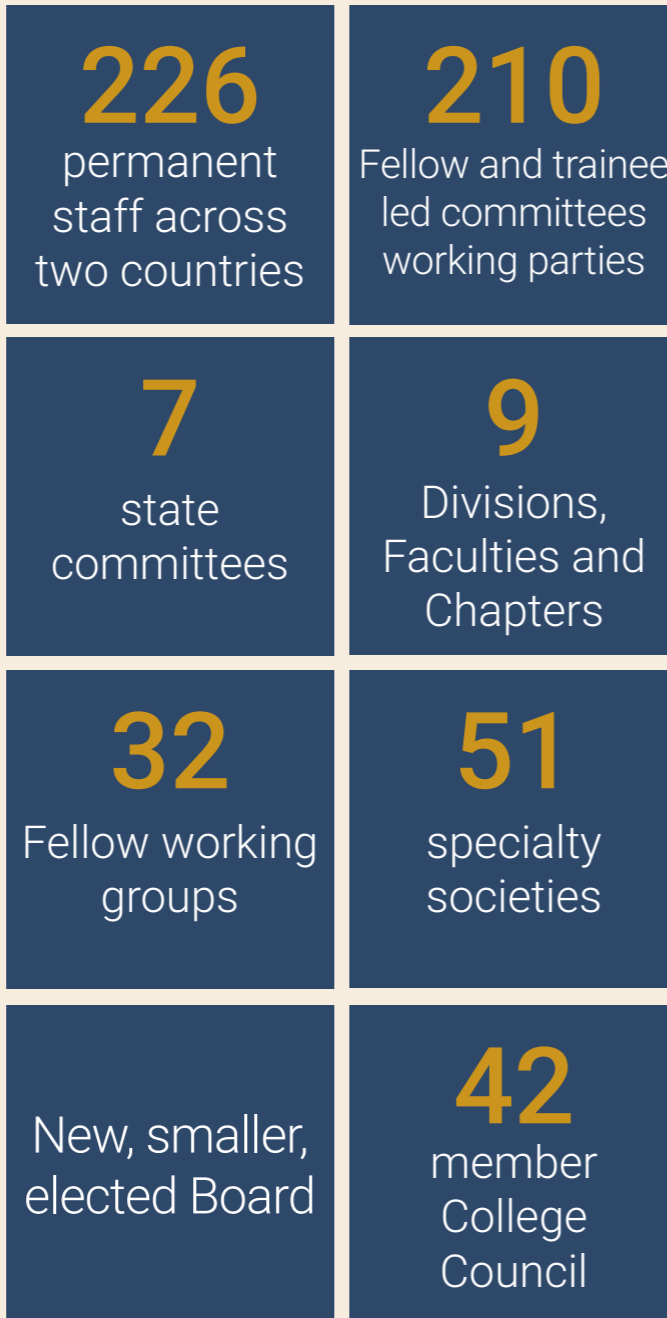 226
permanent
staff across
two countries
210
Fellow and trainee
led committees
working parties
7
state
committees
9
Divisions,
Faculties and
Chapters
32
Fellow working
groups
51
specialty
societies
New, smaller,
elected Board
42
member
College
Council